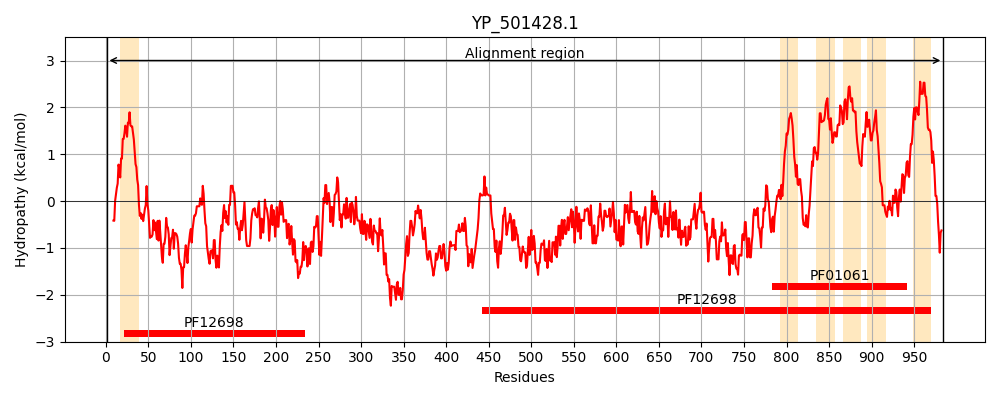 YP_501428.1
Alignment region
3
2
1
0
−1
−2
−3
Hydropathy (kcal/mol)
PF01061
PF12698
PF12698
0 50 100 150 200 250 300 350 400 450 500 550 600 650 700 750 800 850 900 950
Residues